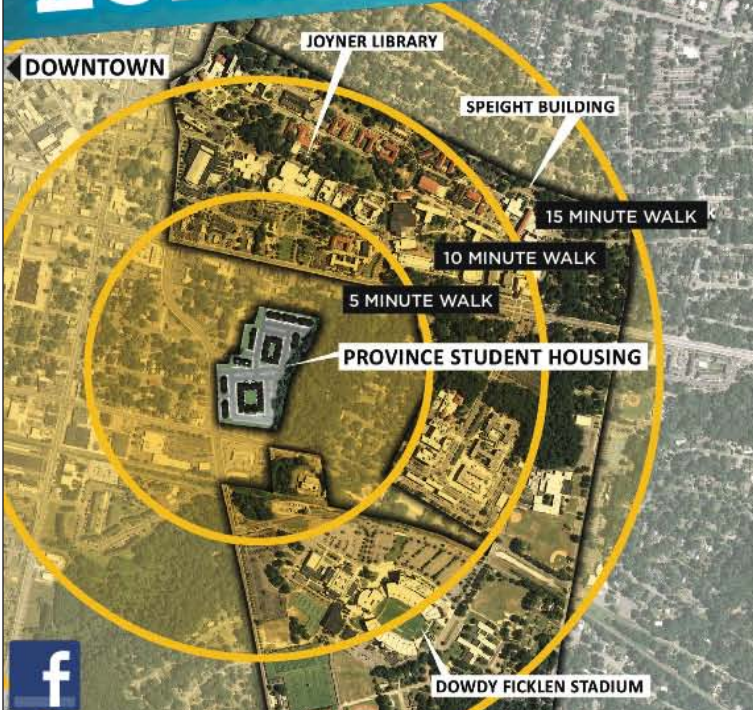 JOYNER LIBRARY
DOWNTOWN
SPEIGHT BUILDING
15 MINUTE WALK
10 MINUTE WALK
5 MINUTE WALK
PROVINCE STUDENT HOUSING
f
DOWDY FICKLEN STADIUM